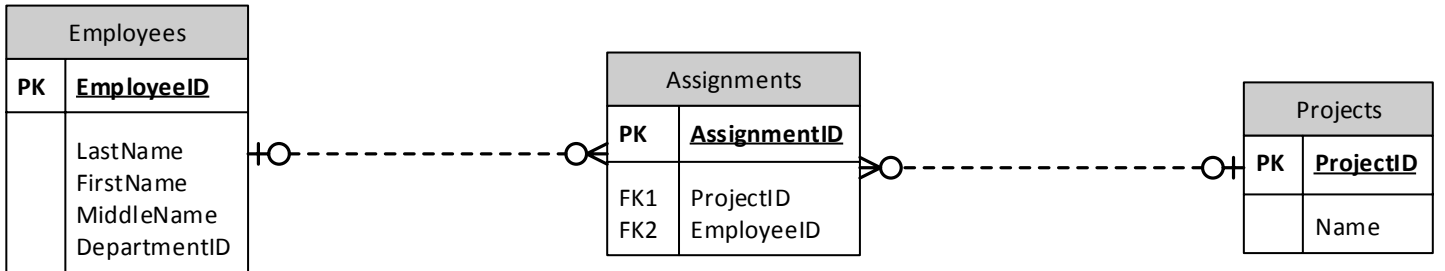 Employees
PK EmployeeID
LastName
FirstName
MiddleName
DepartmentID
Assignments
PK AssignmentID
FK1 ProjectID
FK2 EmployeeID
Projects
PK ProjectID
Name